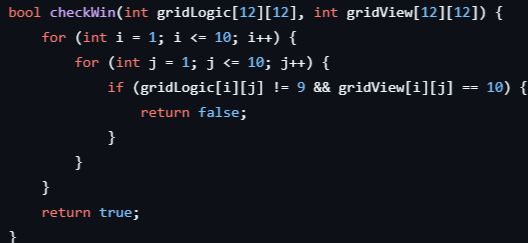 bool checkWin(int gridLogic[12][12], int gridView[12][12]) {
    for (int i = 1; i <= 10; i++) {
        for (int j = 1; j <= 10; j++) {
            if (gridLogic[i][j] != 9 && gridView[i][j] == 10) {
                return false;
            }
        }
    }
    return true;
}